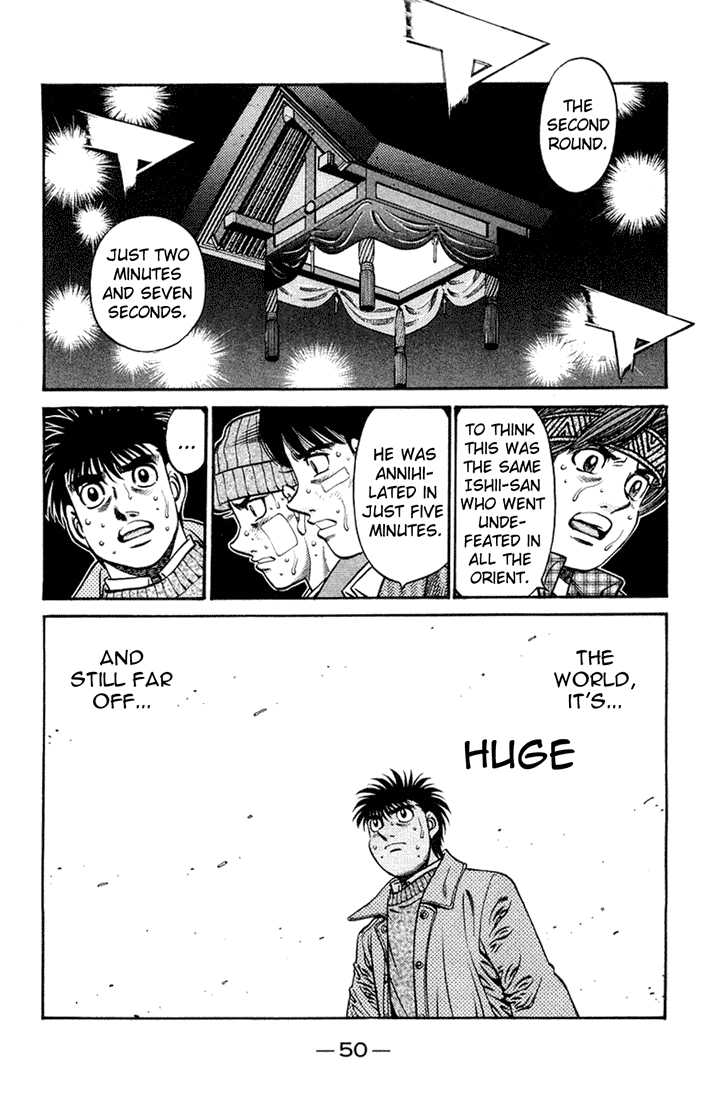 THE
SECOND
ROUND.
JUST TWO
MINUTES
AND SEVEN
SECONDS.
TO THINK
THIS WAS
THE SAME
ISHII-SAN
WHO WENT
UNDE-
FEATED IN
ALL THE
ORIENT.
HE WAS
ANNIHI-
LATED IN
JUST FIVE
MINUTES.
...
THE
WORLD,
IT'S...
HUGE
AND
STILL FAR
OFF...
—50—